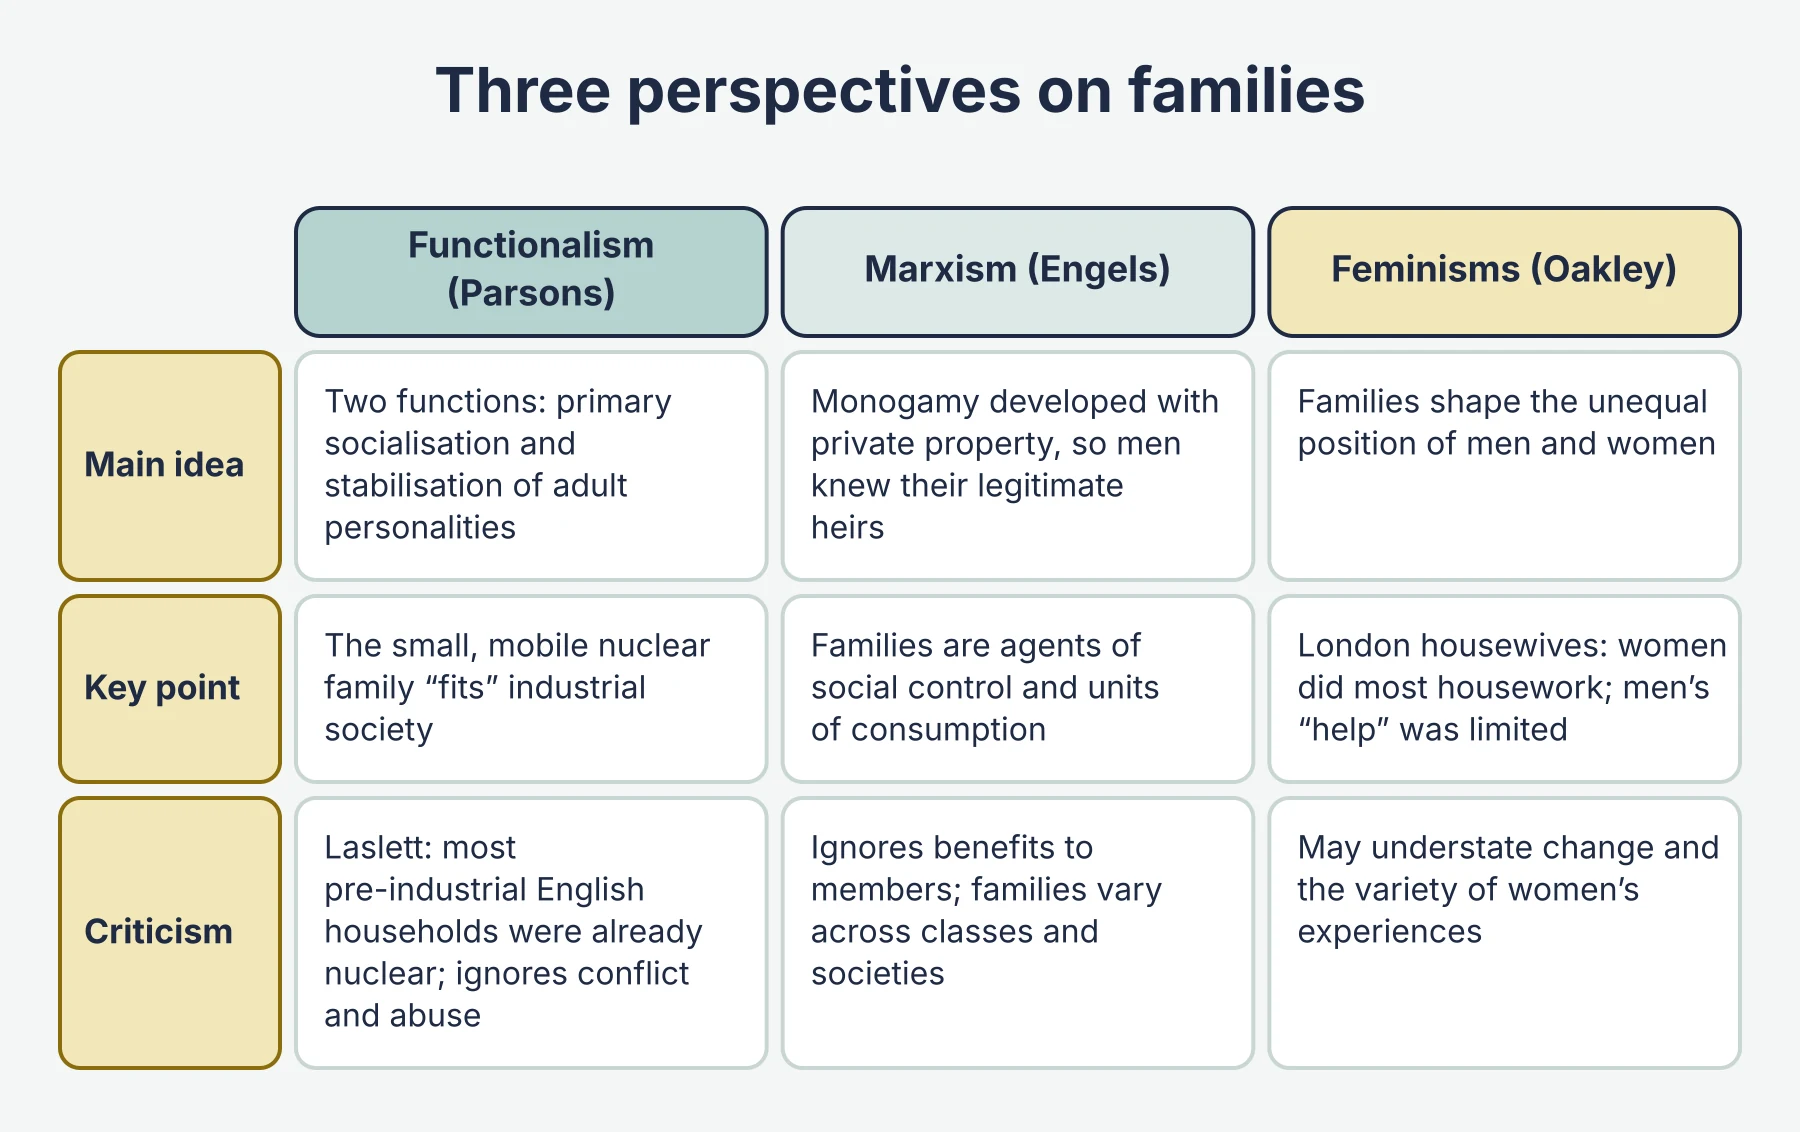 Three perspectives on families
Functionalism
(Parsons)
Marxism (Engels)
Feminisms (Oakley)
Main idea
Two functions: primary
socialisation and
stabilisation of adult
personalities
Monogamy developed with
private property, so men
knew their legitimate
heirs
Families shape the unequal
position of men and women
Key point
The small, mobile nuclear
family “fits” industrial
society
Families are agents of
social control and units
of consumption
London housewives: women
did most housework; men’s
“help” was limited
Criticism
Laslett: most
pre-industrial English
households were already
nuclear; ignores conflict
and abuse
Ignores benefits to
members; families vary
across classes and
societies
May understate change and
the variety of women’s
experiences